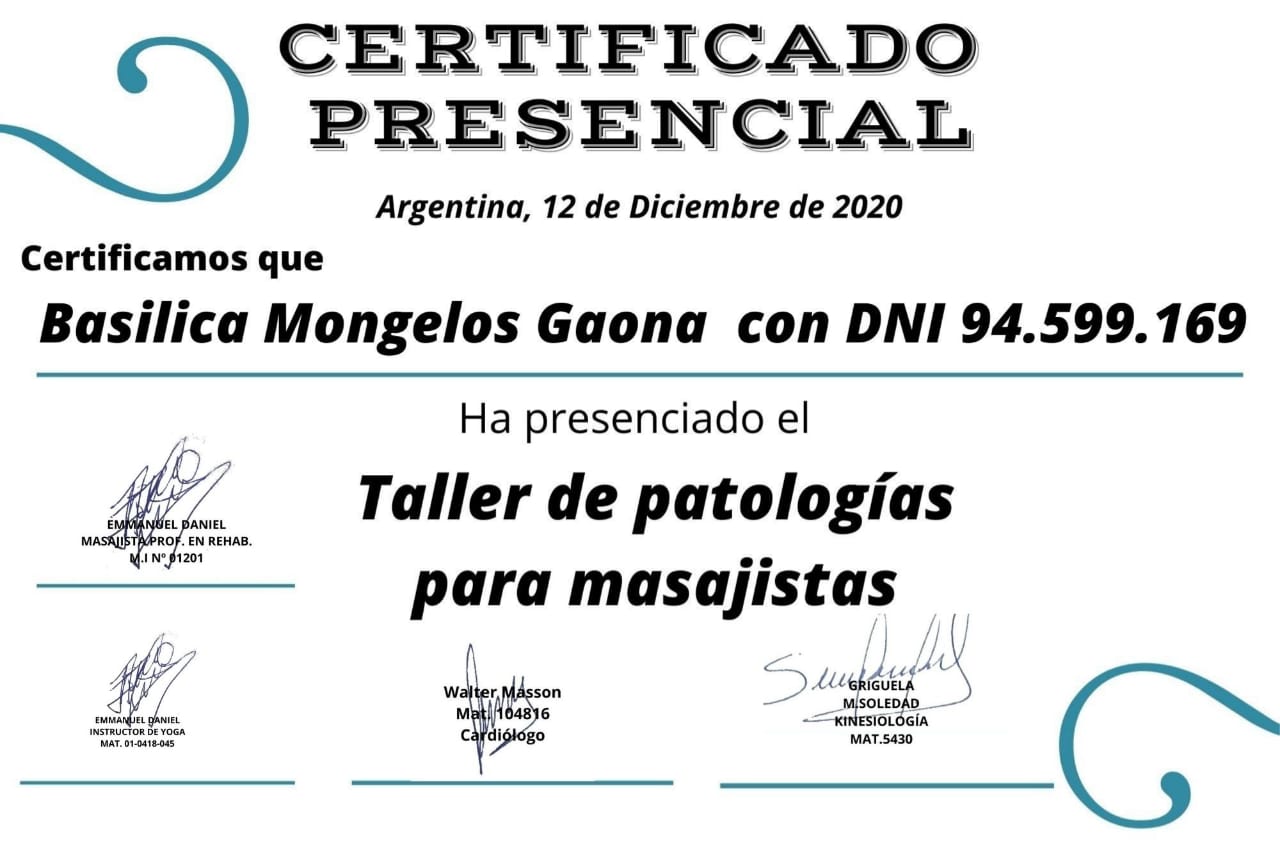 CERTIFICADO
PRESENCIAL
Argentina, 12 de Diciembre de 2020
Certificamos que
Basilica Mongelos Gaona con DNI 94.599.169
Ha presenciado el
Taller de patologías
para masajistas
EMMANUEL DANIEL
MASAJISTA PROF. EN REHAB.
M.I Nº 01201
EMMANUEL DANIEL
INSTRUCTOR DE YOGA
MAT. 01-0418-045
Walter Masson
Mat. 104816
Cardiólogo
GRIGUELA
M.SOLEDAD
KINESIOLOGÍA
MAT.5430